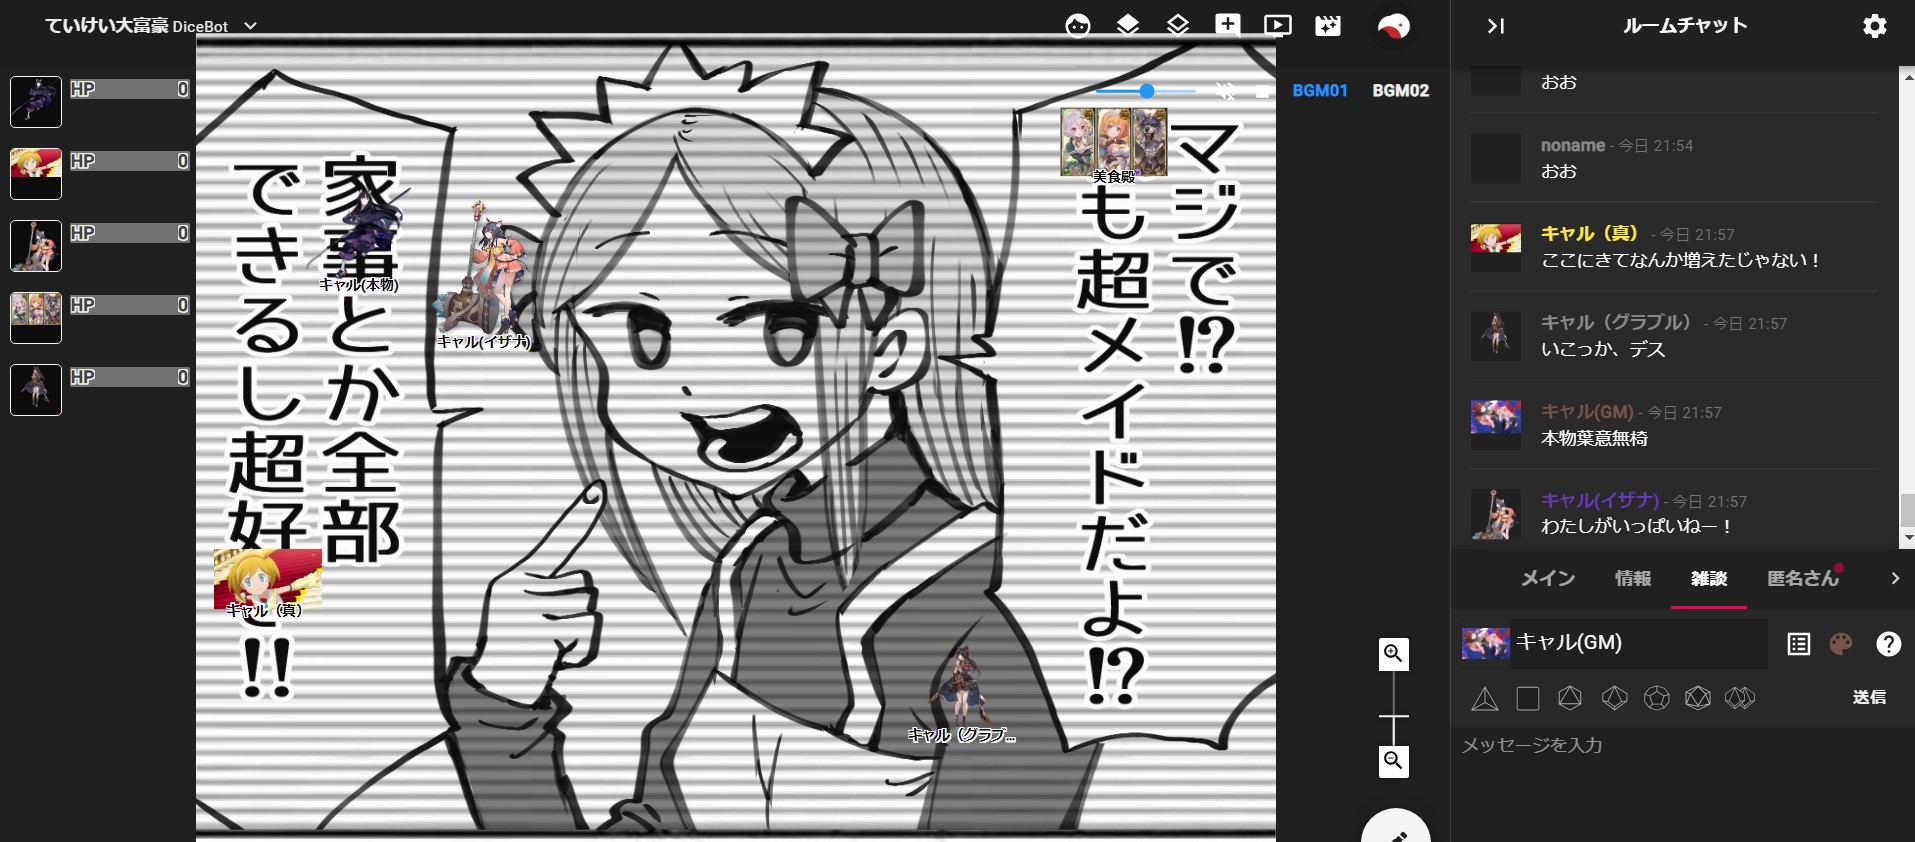 ていけい大富豪 DiceBot
HP 0
HP 0
HP 0
HP 0
HP 0
BGM01 BGM02
マジで!?
も超メイドだよ!?
家事とか全部
できるし超好
!!
美食殿
キャル(本物)
キャル(イザナ)
キャル（真）
キャル（グラブ...
ルームチャット
おお
noname - 今日 21:54
おお
キャル（真） - 今日 21:57
ここにきてなんか増えたじゃない！
キャル（グラブル） - 今日 21:57
いこっか、デス
キャル(GM) - 今日 21:57
本物葉意無椅
キャル(イザナ) - 今日 21:57
わたしがいっぱいねー！
メイン 情報 雑談 匿名さん
キャル(GM)
送信
メッセージを入力